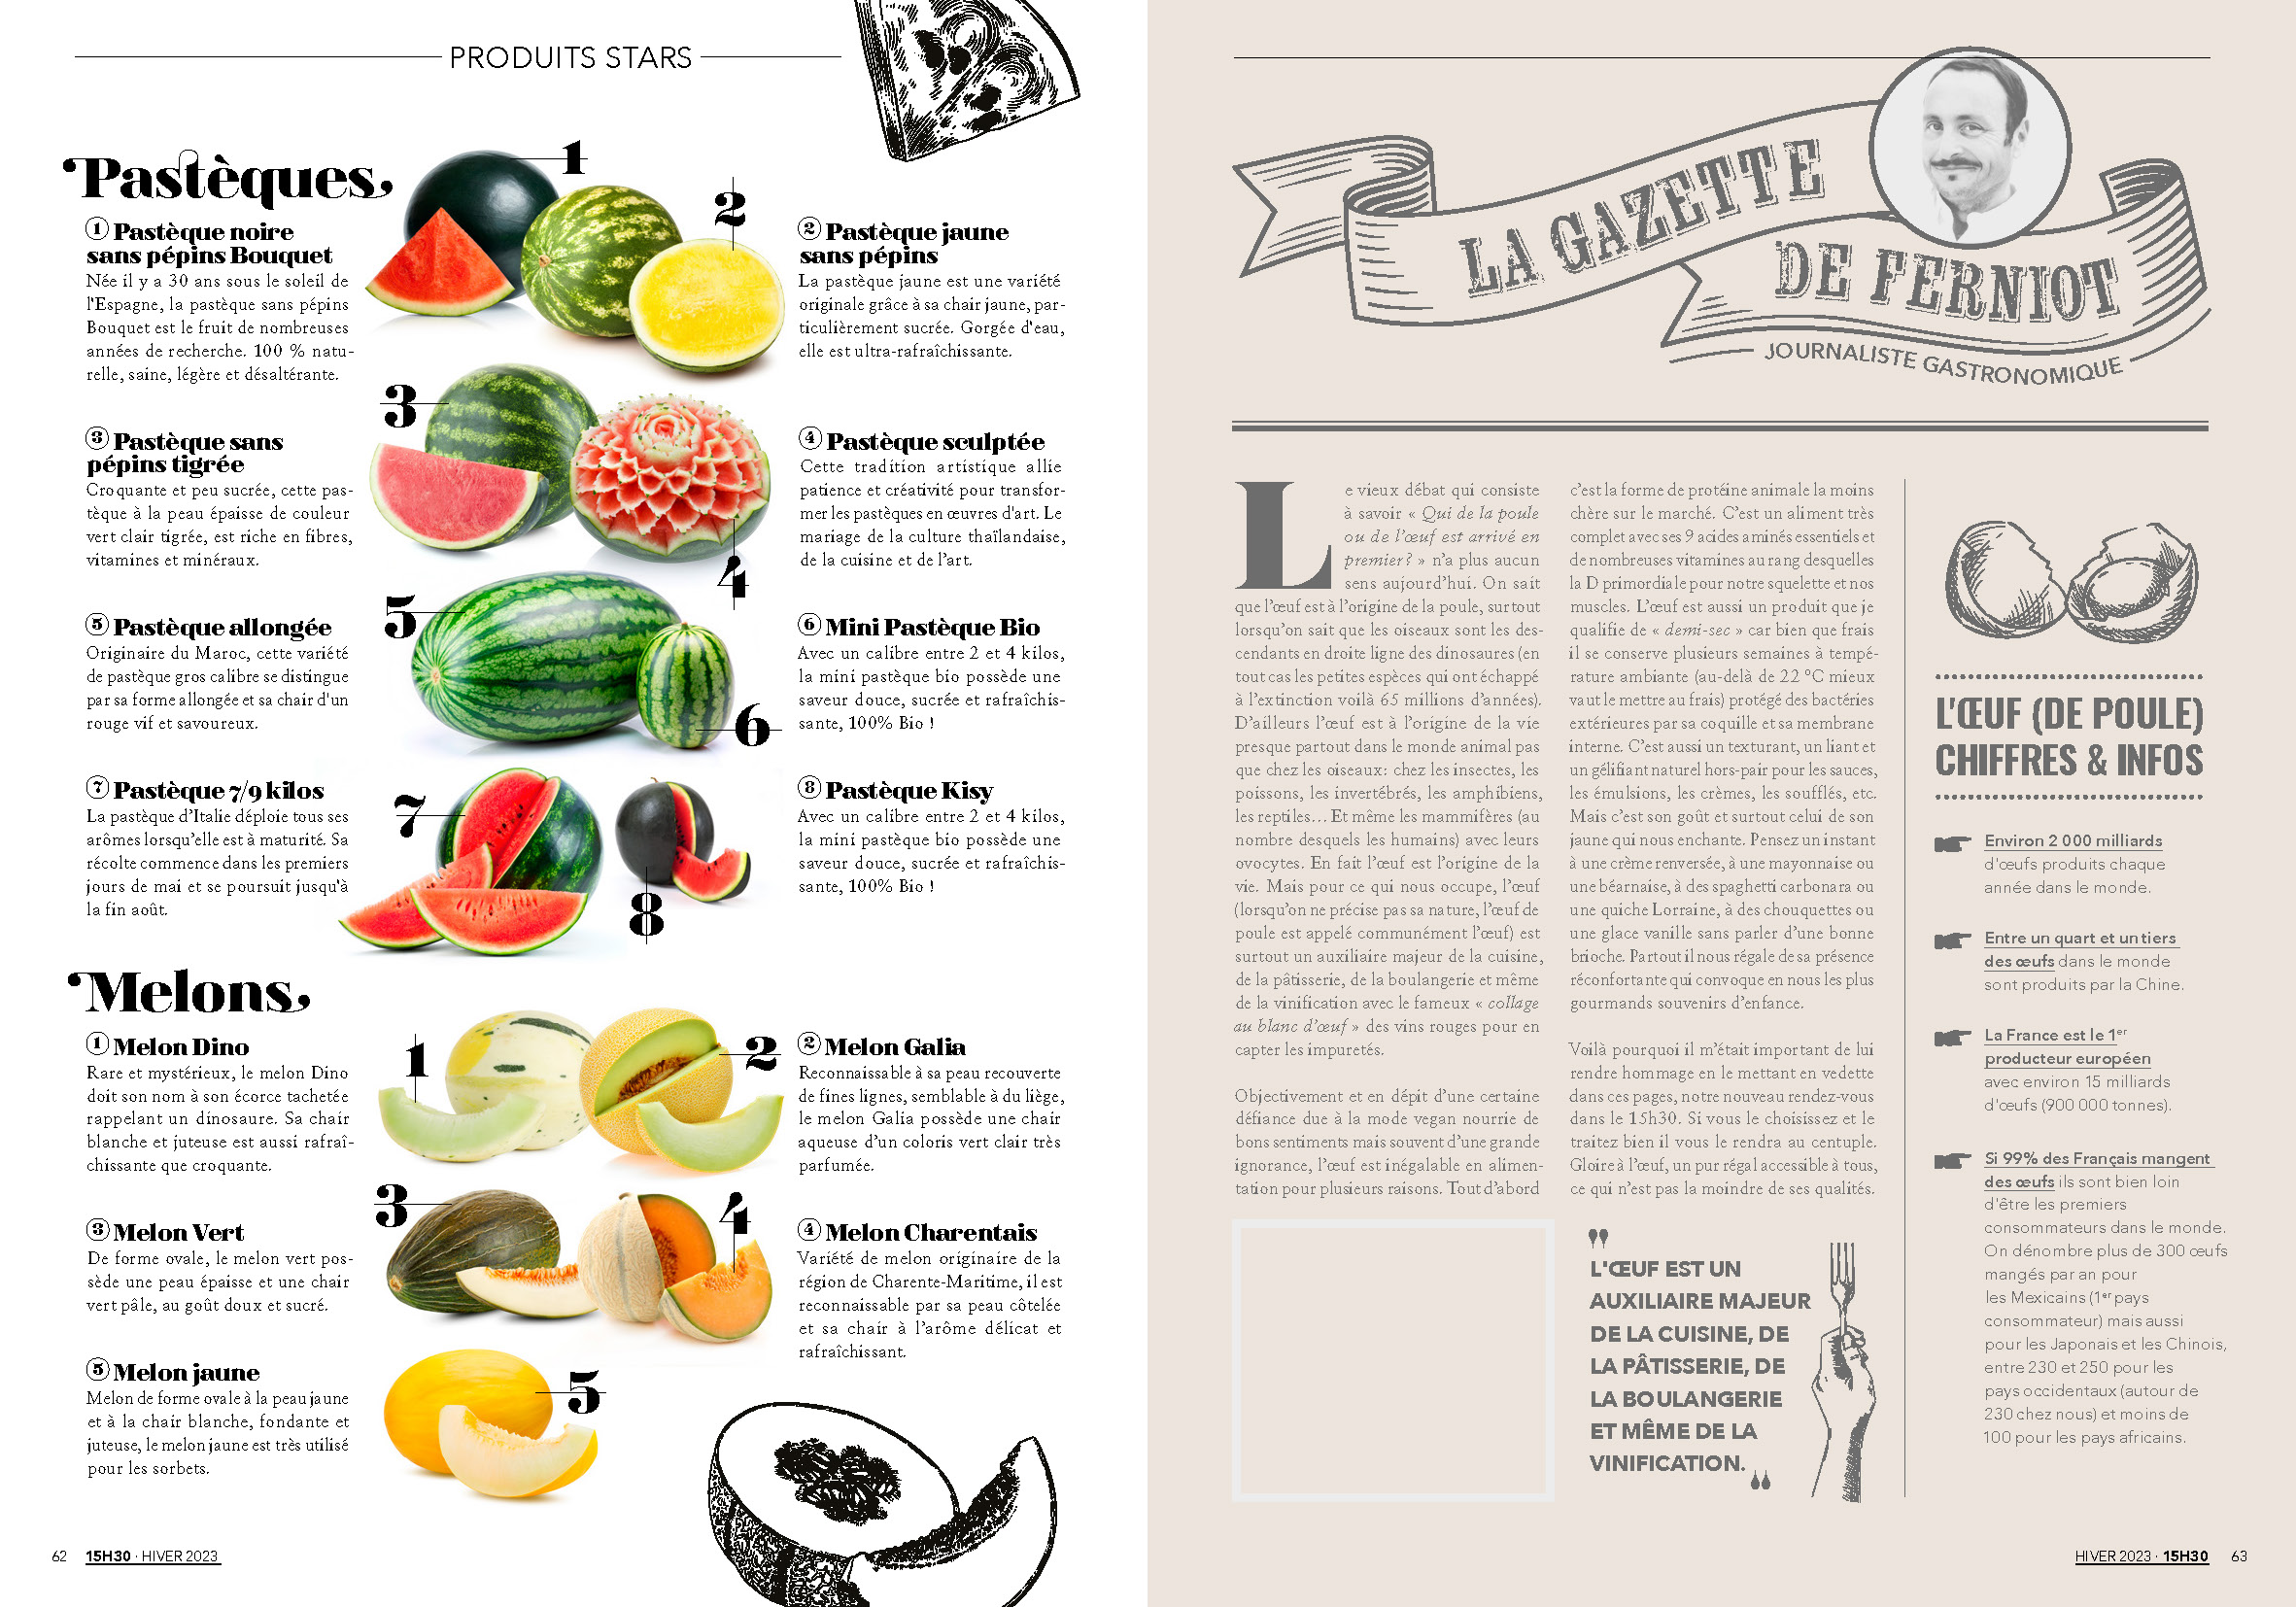 PRODUITS STARS
Pastèques
1 Pastèque noire
sans pépins Bouquet
Née il y a 30 ans sous le soleil de
l'Espagne, la pastèque sans pépins
Bouquet est le fruit de nombreuses
années de recherche. 100 % natu-
relle, saine, légère et désaltérante.
2 Pastèque jaune
sans pépins
La pastèque jaune est une variété
originale grâce à sa chair jaune, par-
ticulièrement sucrée. Gorgée d'eau,
elle est ultra-rafraîchissante.
3 Pastèque sans
pépins tigrée
Croquante et peu sucrée, cette pas-
tèque à la peau épaisse de couleur
vert clair tigrée, est riche en fibres,
vitamines et minéraux.
4 Pastèque sculptée
Cette tradition artistique allie
patience et créativité pour transfor-
mer les pastèques en œuvres d'art. Le
mariage de la culture thaïlandaise,
de la cuisine et de l'art.
5 Pastèque allongée
Originaire du Maroc, cette variété
de pastèque gros calibre se distingue
par sa forme allongée et sa chair d'un
rouge vif et savoureux.
6 Mini Pastèque Bio
Avec un calibre entre 2 et 4 kilos,
la mini pastèque bio possède une
saveur douce, sucrée et rafraîchis-
sante, 100% Bio !
7 Pastèque 7/9 kilos
La pastèque d'Italie déploie tous ses
arômes lorsqu'elle est à maturité. Sa
récolte commence dans les premiers
jours de mai et se poursuit jusqu'à
la fin août.
8 Pastèque Kisy
Avec un calibre entre 2 et 4 kilos,
la mini pastèque bio possède une
saveur douce, sucrée et rafraîchis-
sante, 100% Bio !
1
2
3
4
5
6
7
8
Melons
1 Melon Dino
Rare et mystérieux, le melon Dino
doit son nom à son écorce tachetée
rappelant un dinosaure. Sa chair
blanche et juteuse est aussi rafraî-
chissante que croquante.
2 Melon Galia
Reconnaissable à sa peau recouverte
de fines lignes, semblable à du liège,
le melon Galia possède une chair
aqueuse d'un coloris vert clair très
parfumée.
3 Melon Vert
De forme ovale, le melon vert pos-
sède une peau épaisse et une chair
vert pâle, au goût doux et sucré.
4 Melon Charentais
Variété de melon originaire de la
région de Charente-Maritime, il est
reconnaissable par sa peau côtelée
et sa chair à l'arôme délicat et
rafraîchissant.
5 Melon jaune
Melon de forme ovale à la peau jaune
et à la chair blanche, fondante et
juteuse, le melon jaune est très utilisé
pour les sorbets.
1
2
3
4
5
62 15H30 · HIVER 2023
LA GAZETTE
DE FERNIOT
JOURNALISTE GASTRONOMIQUE
Le vieux débat qui consiste
à savoir « Qui de la poule
ou de l'œuf est arrivé en
premier ? » n'a plus aucun
sens aujourd'hui. On sait
que l'œuf est à l'origine de la poule, surtout
lorsqu'on sait que les oiseaux sont les des-
cendants en droite ligne des dinosaures (en
tout cas les petites espèces qui ont échappé
à l'extinction voilà 65 millions d'années).
D'ailleurs l'œuf est à l'origine de la vie
presque partout dans le monde animal pas
que chez les oiseaux: chez les insectes, les
poissons, les invertébrés, les amphibiens,
les reptiles... Et même les mammifères (au
nombre desquels les humains) avec leurs
ovocytes. En fait l'œuf est l'origine de la
vie. Mais pour ce qui nous occupe, l'œuf
(lorsqu'on ne précise pas sa nature, l'œuf de
poule est appelé communément l'œuf) est
surtout un auxiliaire majeur de la cuisine,
de la pâtisserie, de la boulangerie et même
de la vinification avec le fameux « collage
au blanc d'œuf » des vins rouges pour en
capter les impuretés.
Objectivement et en dépit d'une certaine
défiance due à la mode vegan nourrie de
bons sentiments mais souvent d'une grande
ignorance, l'œuf est inégalable en alimen-
tation pour plusieurs raisons. Tout d'abord
c'est la forme de protéine animale la moins
chère sur le marché. C'est un aliment très
complet avec ses 9 acides aminés essentiels et
de nombreuses vitamines au rang desquelles
la D primordiale pour notre squelette et nos
muscles. L'œuf est aussi un produit que je
qualifie de « demi-sec » car bien que frais
il se conserve plusieurs semaines à tempé-
rature ambiante (au-delà de 22 °C mieux
vaut le mettre au frais) protégé des bactéries
extérieures par sa coquille et sa membrane
interne. C'est aussi un texturant, un liant et
un gélifiant naturel hors-pair pour les sauces,
les émulsions, les crèmes, les soufflés, etc.
Mais c'est son goût et surtout celui de son
jaune qui nous enchante. Pensez un instant
à une crème renversée, à une mayonnaise ou
une béarnaise, à des spaghetti carbonara ou
une quiche Lorraine, à des chouquettes ou
une glace vanille sans parler d'une bonne
brioche. Partout il nous régale de sa présence
réconfortante qui convoque en nous les plus
gourmands souvenirs d'enfance.
Voilà pourquoi il m'était important de lui
rendre hommage en le mettant en vedette
dans ces pages, notre nouveau rendez-vous
dans le 15h30. Si vous le choisissez et le
traitez bien il vous le rendra au centuple.
Gloire à l'œuf, un pur régal accessible à tous,
ce qui n'est pas la moindre de ses qualités.
"
L'ŒUF EST UN
AUXILIAIRE MAJEUR
DE LA CUISINE, DE
LA PÂTISSERIE, DE
LA BOULANGERIE
ET MÊME DE LA
VINIFICATION.
"
L'ŒUF (DE POULE)
CHIFFRES & INFOS
Environ 2 000 milliards
d'œufs produits chaque
année dans le monde.
Entre un quart et un tiers
des œufs dans le monde
sont produits par la Chine.
La France est le 1er
producteur européen
avec environ 15 milliards
d'œufs (900 000 tonnes).
Si 99% des Français mangent
des œufs ils sont bien loin
d'être les premiers
consommateurs dans le monde.
On dénombre plus de 300 œufs
mangés par an pour
les Mexicains (1er pays
consommateur) mais aussi
pour les Japonais et les Chinois,
entre 230 et 250 pour les
pays occidentaux (autour de
230 chez nous) et moins de
100 pour les pays africains.
HIVER 2023 · 15H30 63